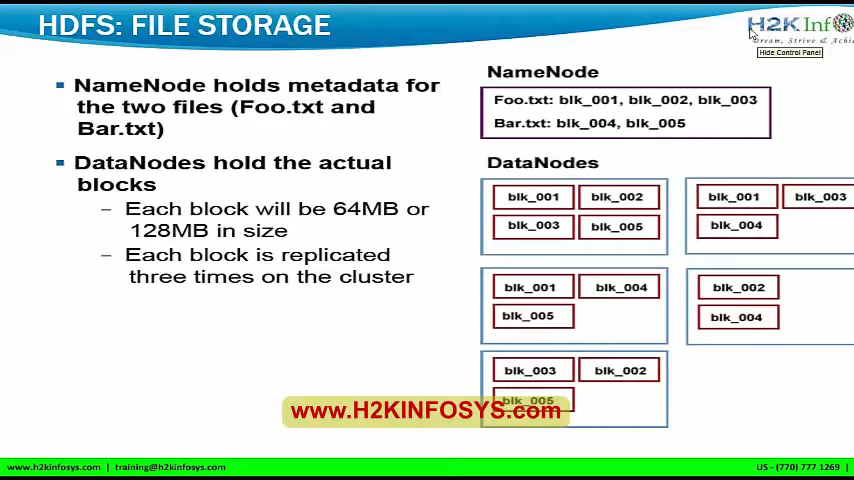 HDFS: FILE STORAGE
H2K Inf
Dream, Strive & Achi
Hide Control Panel
▪ NameNode holds metadata for
the two files (Foo.txt and
Bar.txt)
▪ DataNodes hold the actual
blocks
– Each block will be 64MB or
128MB in size
– Each block is replicated
three times on the cluster
NameNode
Foo.txt: blk_001, blk_002, blk_003
Bar.txt: blk_004, blk_005
DataNodes
blk_001 blk_002
blk_003 blk_005
blk_001 blk_003
blk_004
blk_001 blk_004
blk_005
blk_002
blk_004
blk_003 blk_002
blk_005
www.H2KINFOSYS.com
www.h2kinfosys.com | training@h2kinfosys.com
US - (770) 777 1269 |